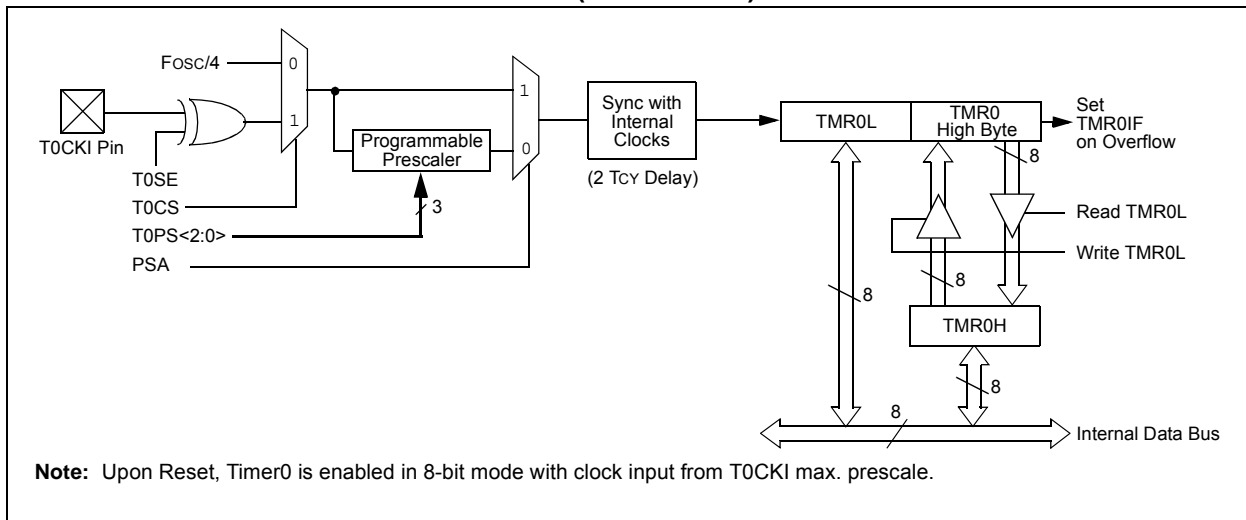 Fosc/4
0
1
T0CKI Pin
T0SE
T0CS
T0PS<2:0>
PSA
Programmable
Prescaler
3
1
0
Sync with
Internal
Clocks
(2 TCY Delay)
TMR0L
TMR0
High Byte
Set
TMR0IF
on Overflow
8
Read TMR0L
Write TMR0L
8
8
TMR0H
8
8
Internal Data Bus
Note: Upon Reset, Timer0 is enabled in 8-bit mode with clock input from T0CKI max. prescale.